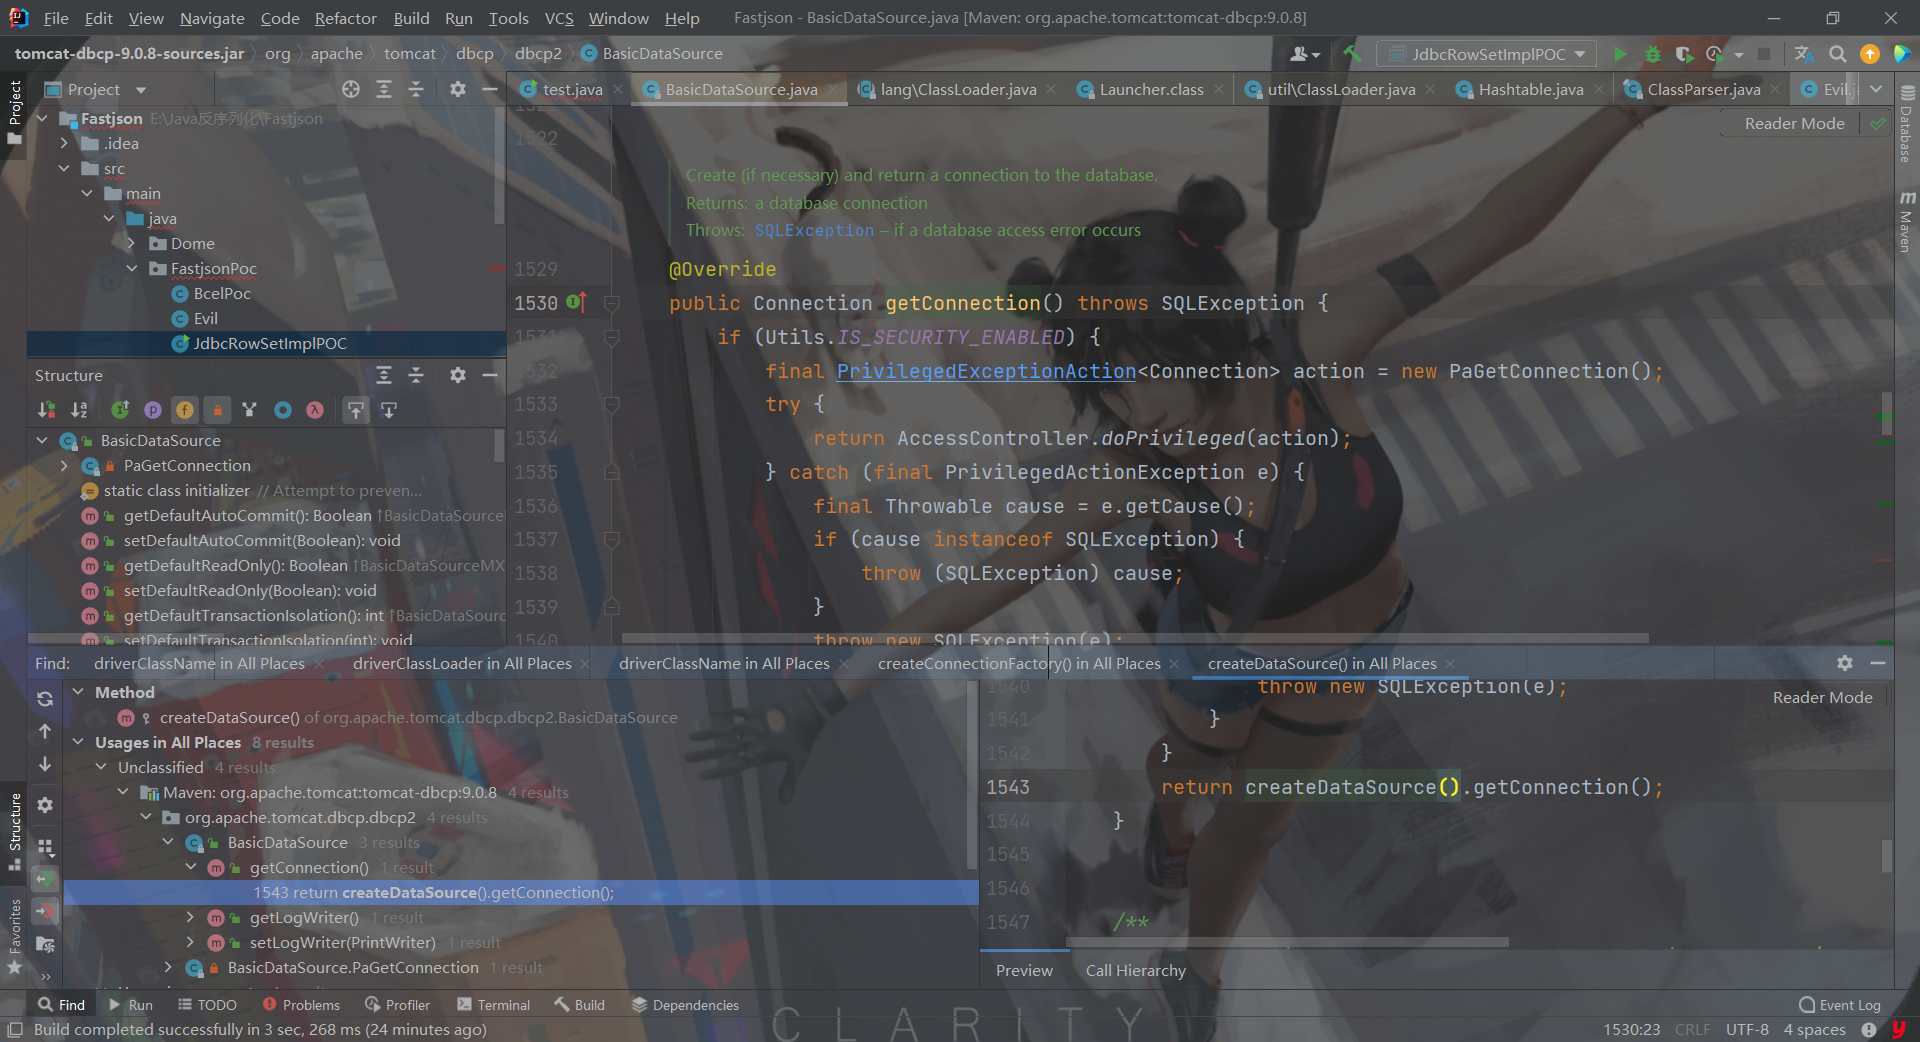 File Edit View Navigate Code Refactor Build Run Tools VCS Window Help Fastjson - BasicDataSource.java [Maven: org.apache.tomcat:tomcat-dbcp:9.0.8]
tomcat-dbcp-9.0.8-sources.jar org apache tomcat dbcp dbcp2 BasicDataSource JdbcRowSetImplPOC
Project
test.java BasicDataSource.java lang\ClassLoader.java Launcher.class util\ClassLoader.java Hashtable.java ClassParser.java Evil.j
Reader Mode
Project
Database
Maven
Fastjson E:\Java反序列化\Fastjson
.idea
src
main
java
Dome
FastjsonPoc
BcelPoc
Evil
JdbcRowSetImplPOC
Structure
BasicDataSource
PaGetConnection
static class initializer // Attempt to preven...
getDefaultAutoCommit(): Boolean ↑BasicDataSource
setDefaultAutoCommit(Boolean): void
getDefaultReadOnly(): Boolean ↑BasicDataSourceMX
setDefaultReadOnly(Boolean): void
getDefaultTransactionIsolation(): int ↑BasicDataSourc
setDefaultTransactionIsolation(int): void
1522
Create (if necessary) and return a connection to the database.
Returns: a database connection
Throws: SQLException – if a database access error occurs
1529 @Override
1530 public Connection getConnection() throws SQLException {
1531 if (Utils.IS_SECURITY_ENABLED) {
1532 final PrivilegedExceptionAction<Connection> action = new PaGetConnection();
1533 try {
1534 return AccessController.doPrivileged(action);
1535 } catch (final PrivilegedActionException e) {
1536 final Throwable cause = e.getCause();
1537 if (cause instanceof SQLException) {
1538 throw (SQLException) cause;
1539 }
1540 throw new SQLException(e);
Find: driverClassName in All Places driverClassLoader in All Places driverClassName in All Places createConnectionFactory() in All Places createDataSource() in All Places
Method
createDataSource() of org.apache.tomcat.dbcp.dbcp2.BasicDataSource
Usages in All Places 8 results
Unclassified 4 results
Maven: org.apache.tomcat:tomcat-dbcp:9.0.8 4 results
org.apache.tomcat.dbcp.dbcp2 4 results
BasicDataSource 3 results
getConnection() 1 result
1543 return createDataSource().getConnection();
getLogWriter() 1 result
setLogWriter(PrintWriter) 1 result
BasicDataSource.PaGetConnection 1 result
Structure
Favorites
1540 throw new SQLException(e);
Reader Mode
1541 }
1542 }
1543 return createDataSource().getConnection();
1544 }
1545
1546
1547 /**
Preview Call Hierarchy
Find Run TODO Problems Profiler Terminal Build Dependencies Event Log
CLARITY
Build completed successfully in 3 sec, 268 ms (24 minutes ago) 1530:23 CRLF UTF-8 4 spaces